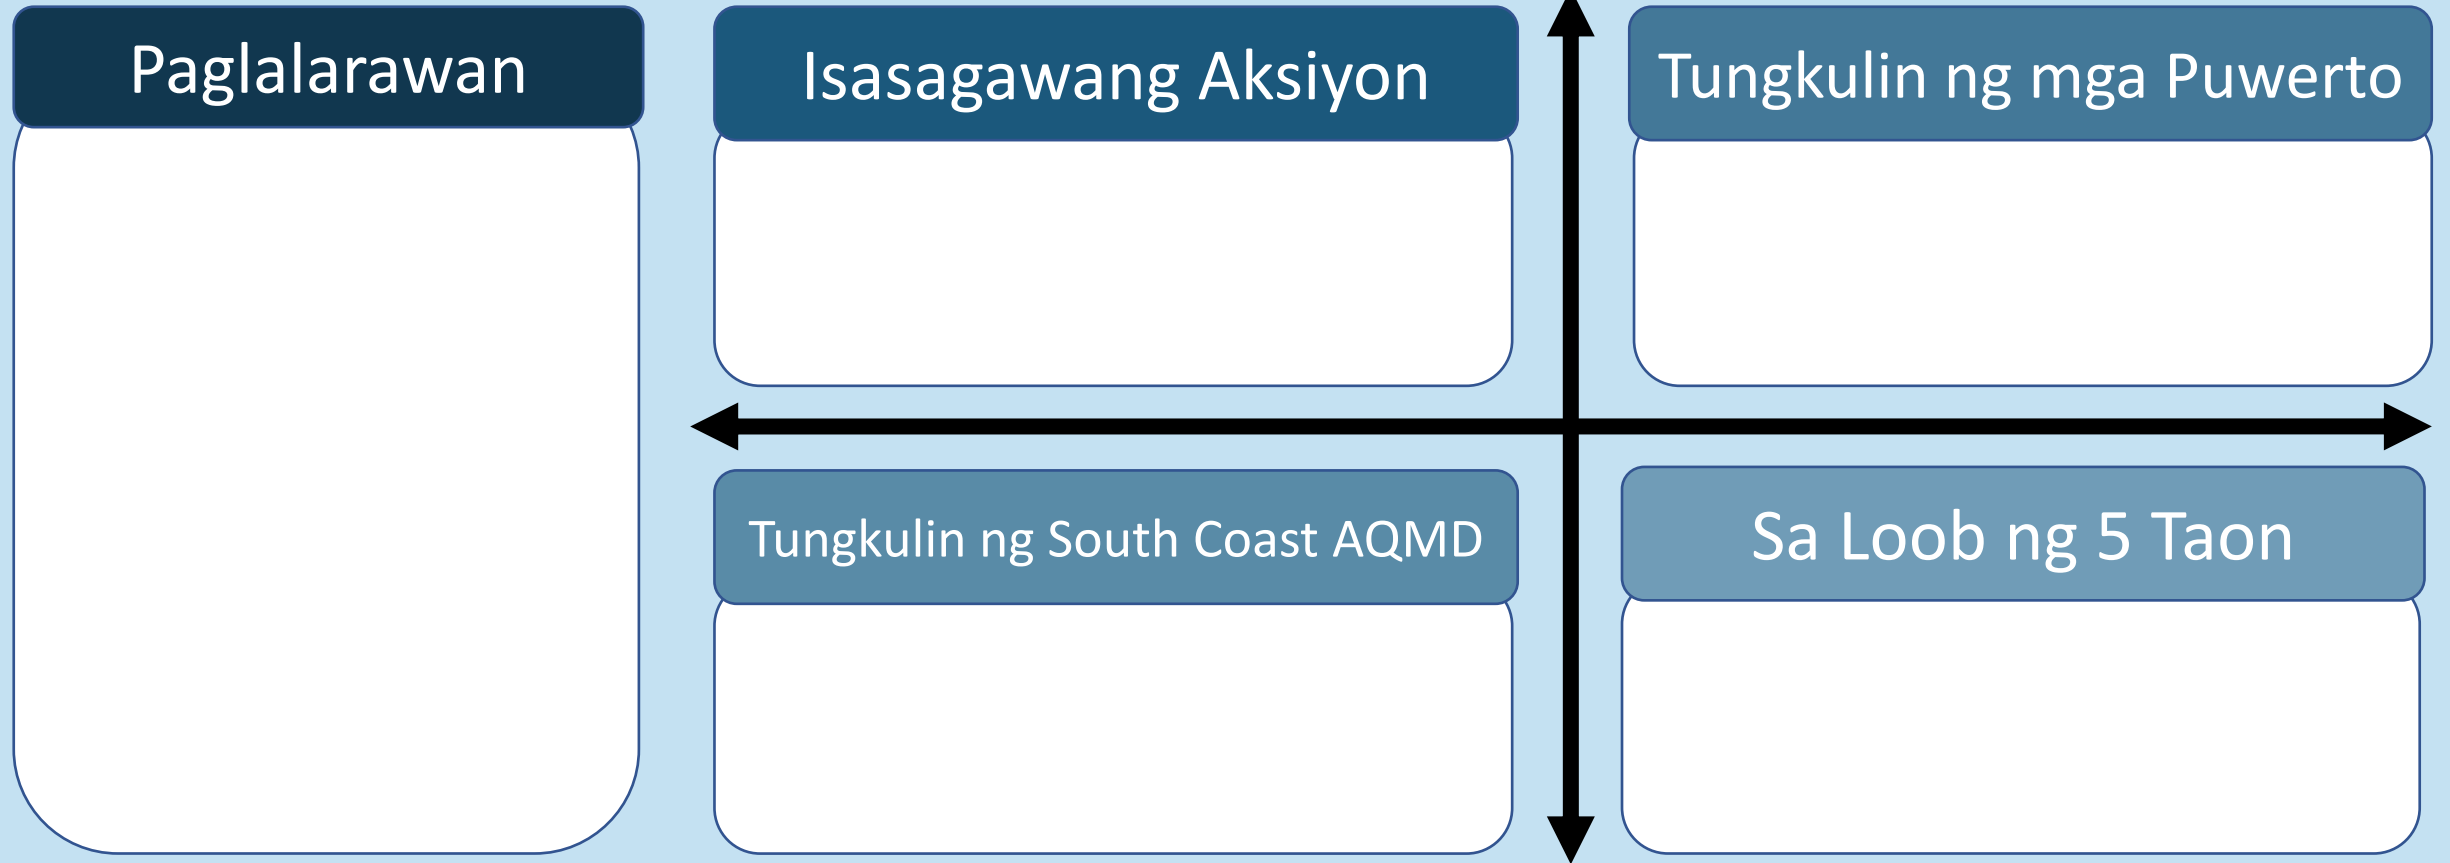 Paglalarawan
Isasagawang Aksiyon
Tungkulin ng mga Puwerto
Tungkulin ng South Coast AQMD
Sa Loob ng 5 Taon